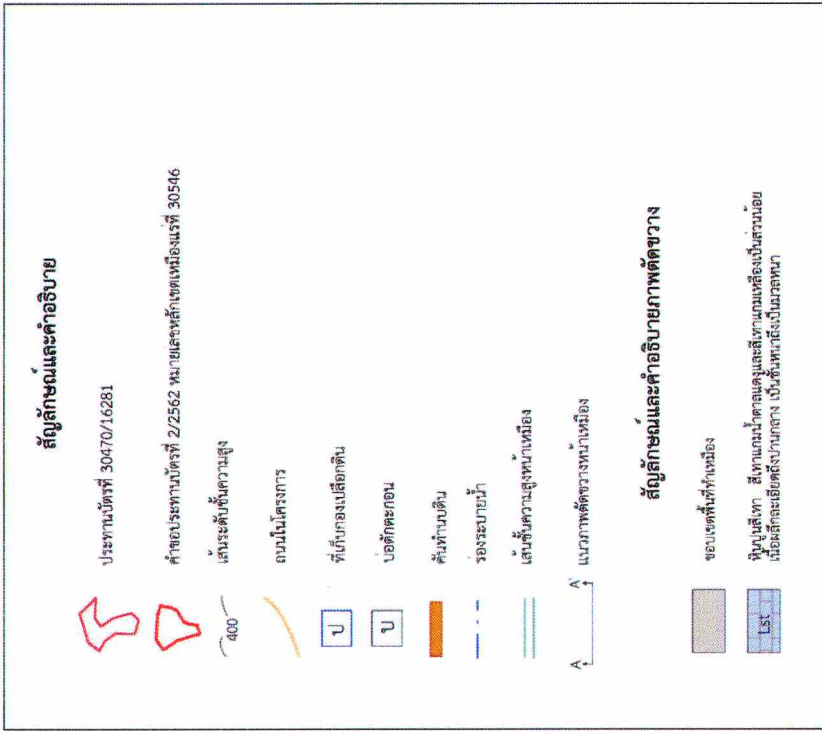 สัญลักษณ์และคำอธิบาย
ประทานบัตรที่ 30470/16281
คำขอประทานบัตรที่ 2/2562 หมายเลขหลักเขตเหมืองแร่ที่ 30546
400 เส้นระดับชั้นความสูง
ถนนในโครงการ
บ ที่เก็บกองเปลือกดิน
บ บ่อดักตะกอน
คันทำนบดิน
ร่องระบายน้ำ
เส้นชั้นความสูงหน้าเหมือง
A A' แนวภาพตัดขวางหน้าเหมือง
สัญลักษณ์และคำอธิบายภาพตัดขวาง
ขอบเขตพื้นที่ทำเหมือง
Lst หินปูนสีเทา สีเทาแกมน้ำตาลแดงและสีเทาแกมเหลืองเป็นส่วนน้อย
เนื้อผลึกละเอียดถึงปานกลาง เป็นชั้นหนาถึงเป็นมวลหนา